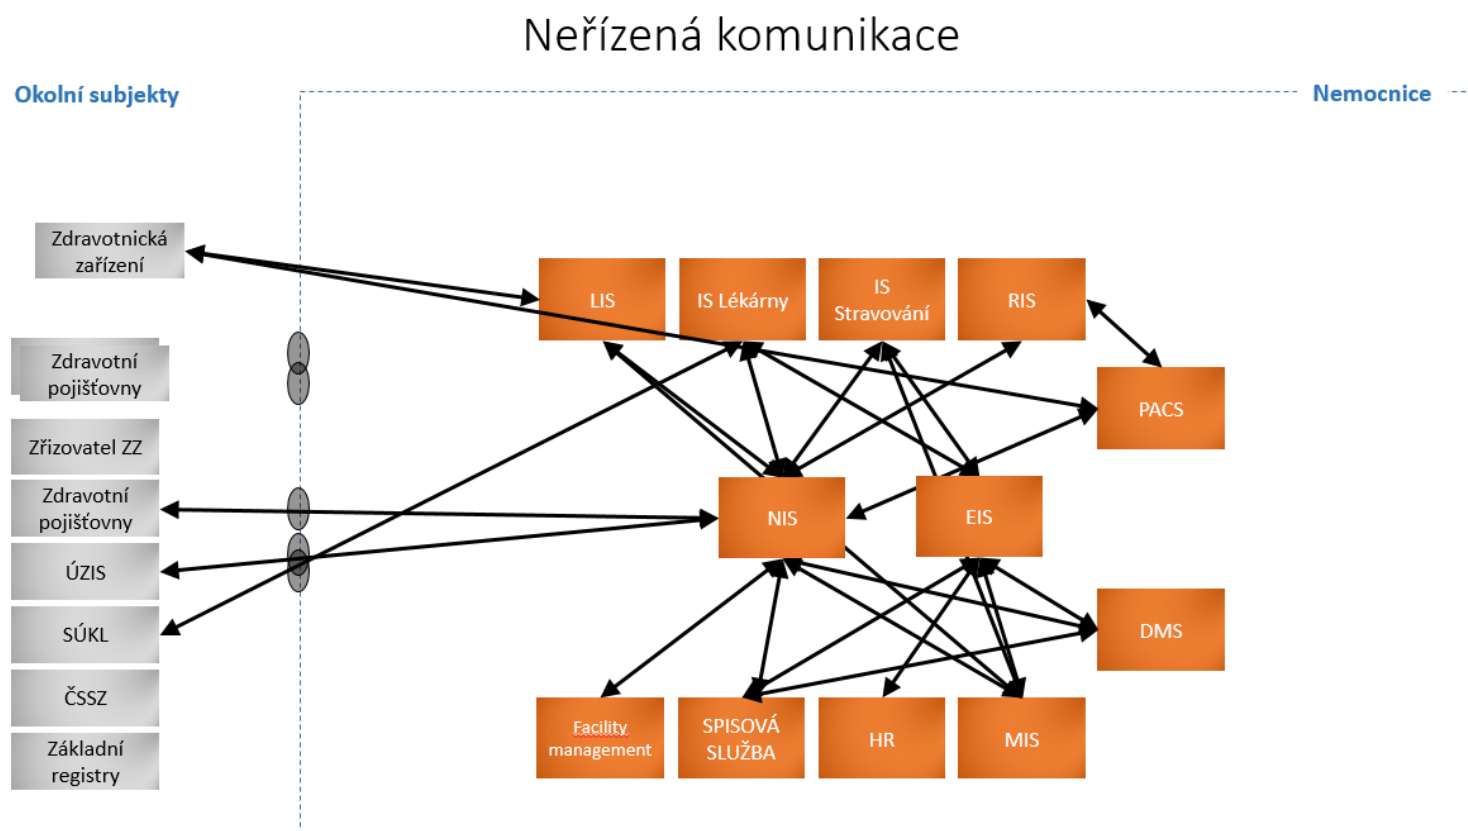 Neřízená komunikace
Okolní subjekty
Nemocnice
Zdravotnická
zařízení
Zdravotní
pojišťovny
Zřizovatel ZZ
Zdravotní
pojišťovny
ÚZIS
SÚKL
ČSSZ
Základní
registry
LIS
IS Lékárny
IS
Stravování
RIS
PACS
NIS
EIS
DMS
Facility
management
SPISOVÁ
SLUŽBA
HR
MIS